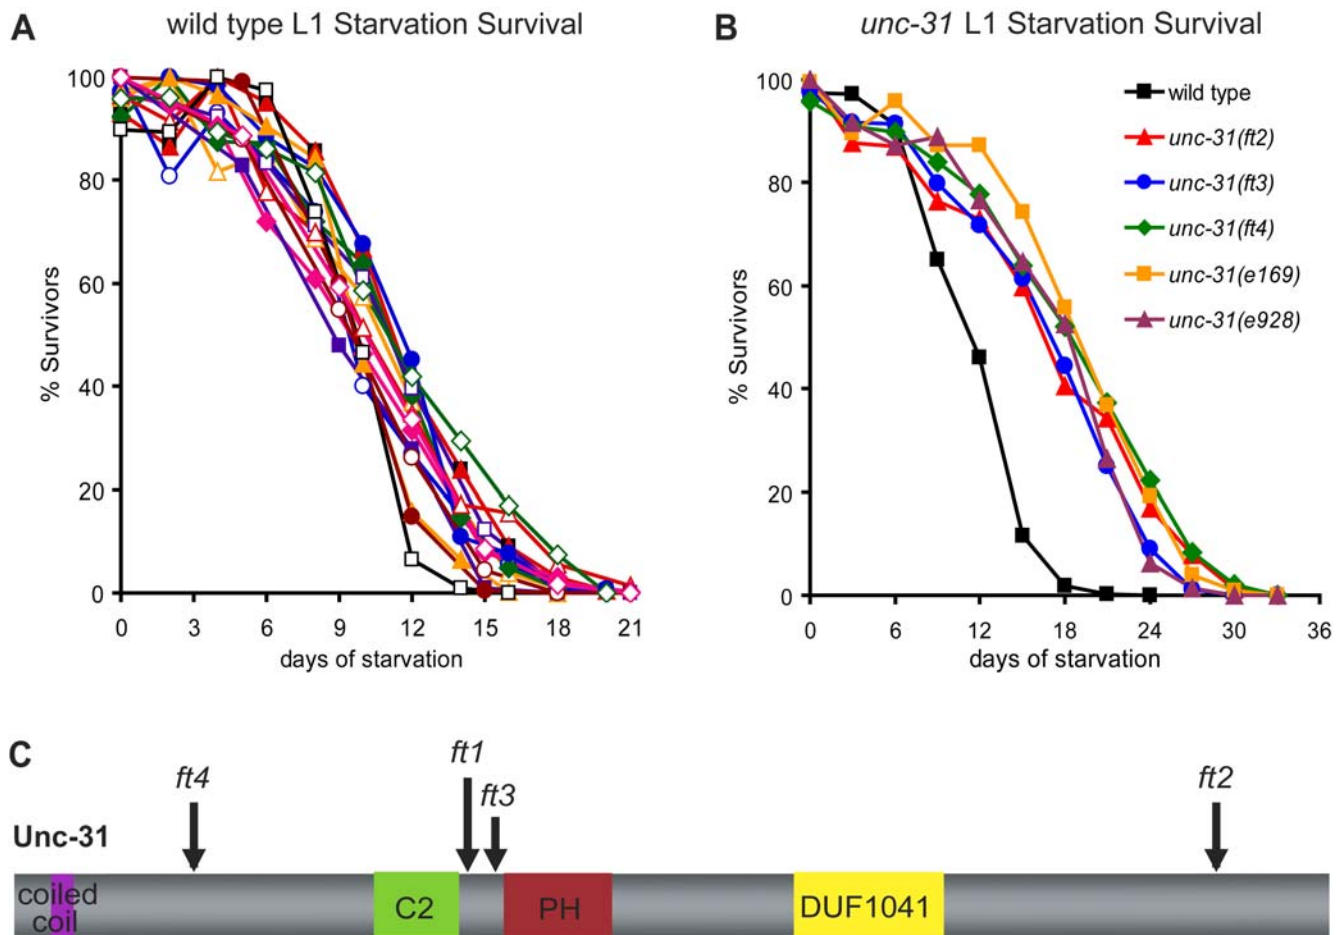 A
wild type L1 Starvation Survival
% Survivors
100
80
60
40
20
0
0 3 6 9 12 15 18 21
days of starvation
B
unc-31 L1 Starvation Survival
% Survivors
100
80
60
40
20
0
0 6 12 18 24 30 36
days of starvation
wild type
unc-31(ft2)
unc-31(ft3)
unc-31(ft4)
unc-31(e169)
unc-31(e928)
C
ft4
ft1
ft3
ft2
Unc-31
coiled
coil
C2
PH
DUF1041